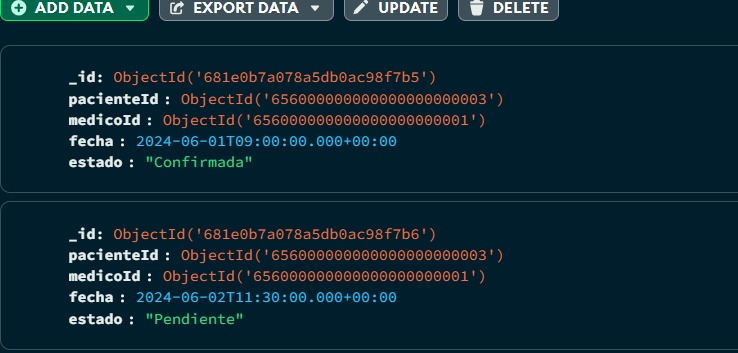 ADD DATA EXPORT DATA UPDATE DELETE
_id: ObjectId('681e0b7a078a5db0ac98f7b5')
pacienteId : ObjectId('656000000000000000000003')
medicoId : ObjectId('656000000000000000000001')
fecha : 2024-06-01T09:00:00.000+00:00
estado : "Confirmada"
_id: ObjectId('681e0b7a078a5db0ac98f7b6')
pacienteId : ObjectId('656000000000000000000003')
medicoId : ObjectId('656000000000000000000001')
fecha : 2024-06-02T11:30:00.000+00:00
estado : "Pendiente"